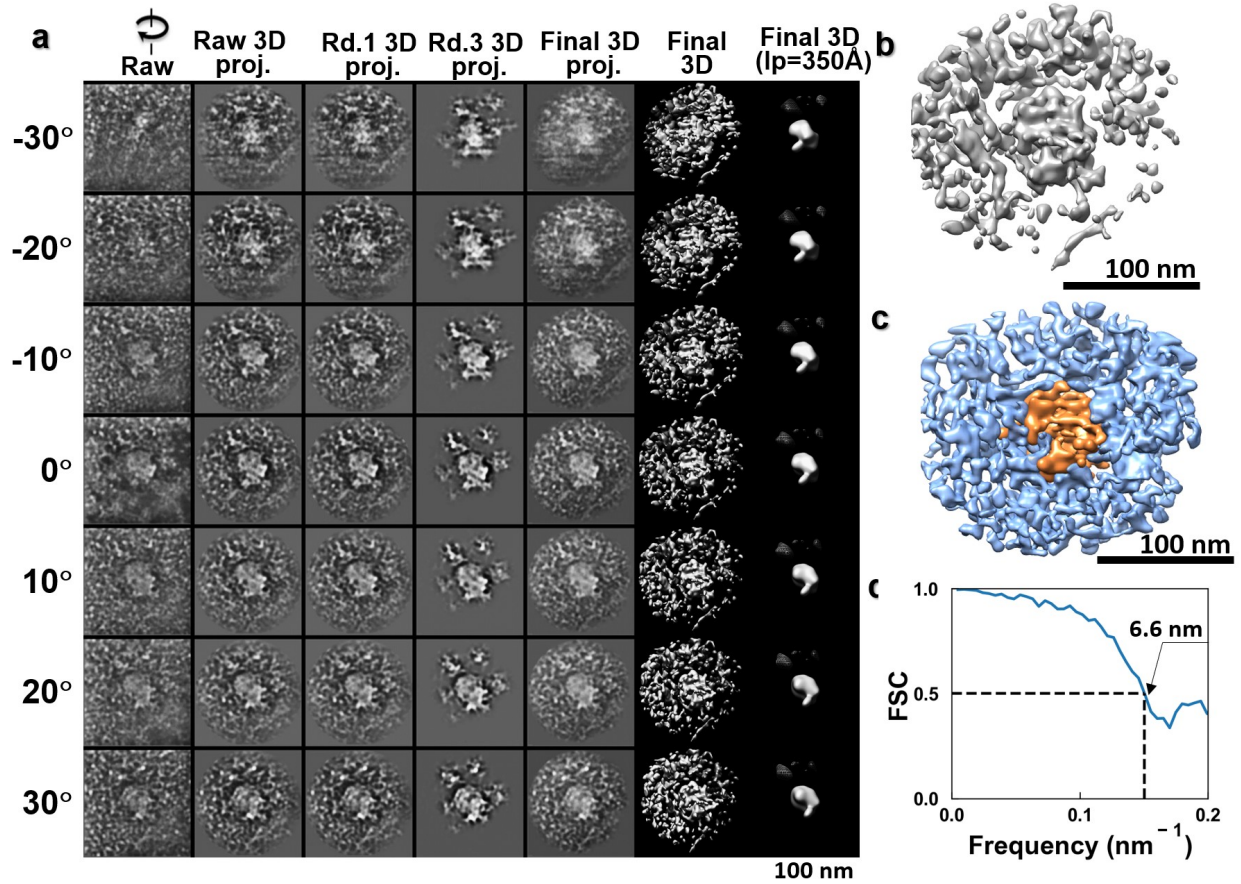 a
Raw
Raw 3D
proj.
Rd.1 3D
proj.
Rd.3 3D
proj.
Final 3D
proj.
Final
3D
Final 3D
(lp=350Å)
-30°
-20°
-10°
0°
10°
20°
30°
100 nm
b
100 nm
c
100 nm
1.0
6.6 nm
FSC
0.5
0.0
0.0
0.1
0.2
Frequency (nm⁻¹)